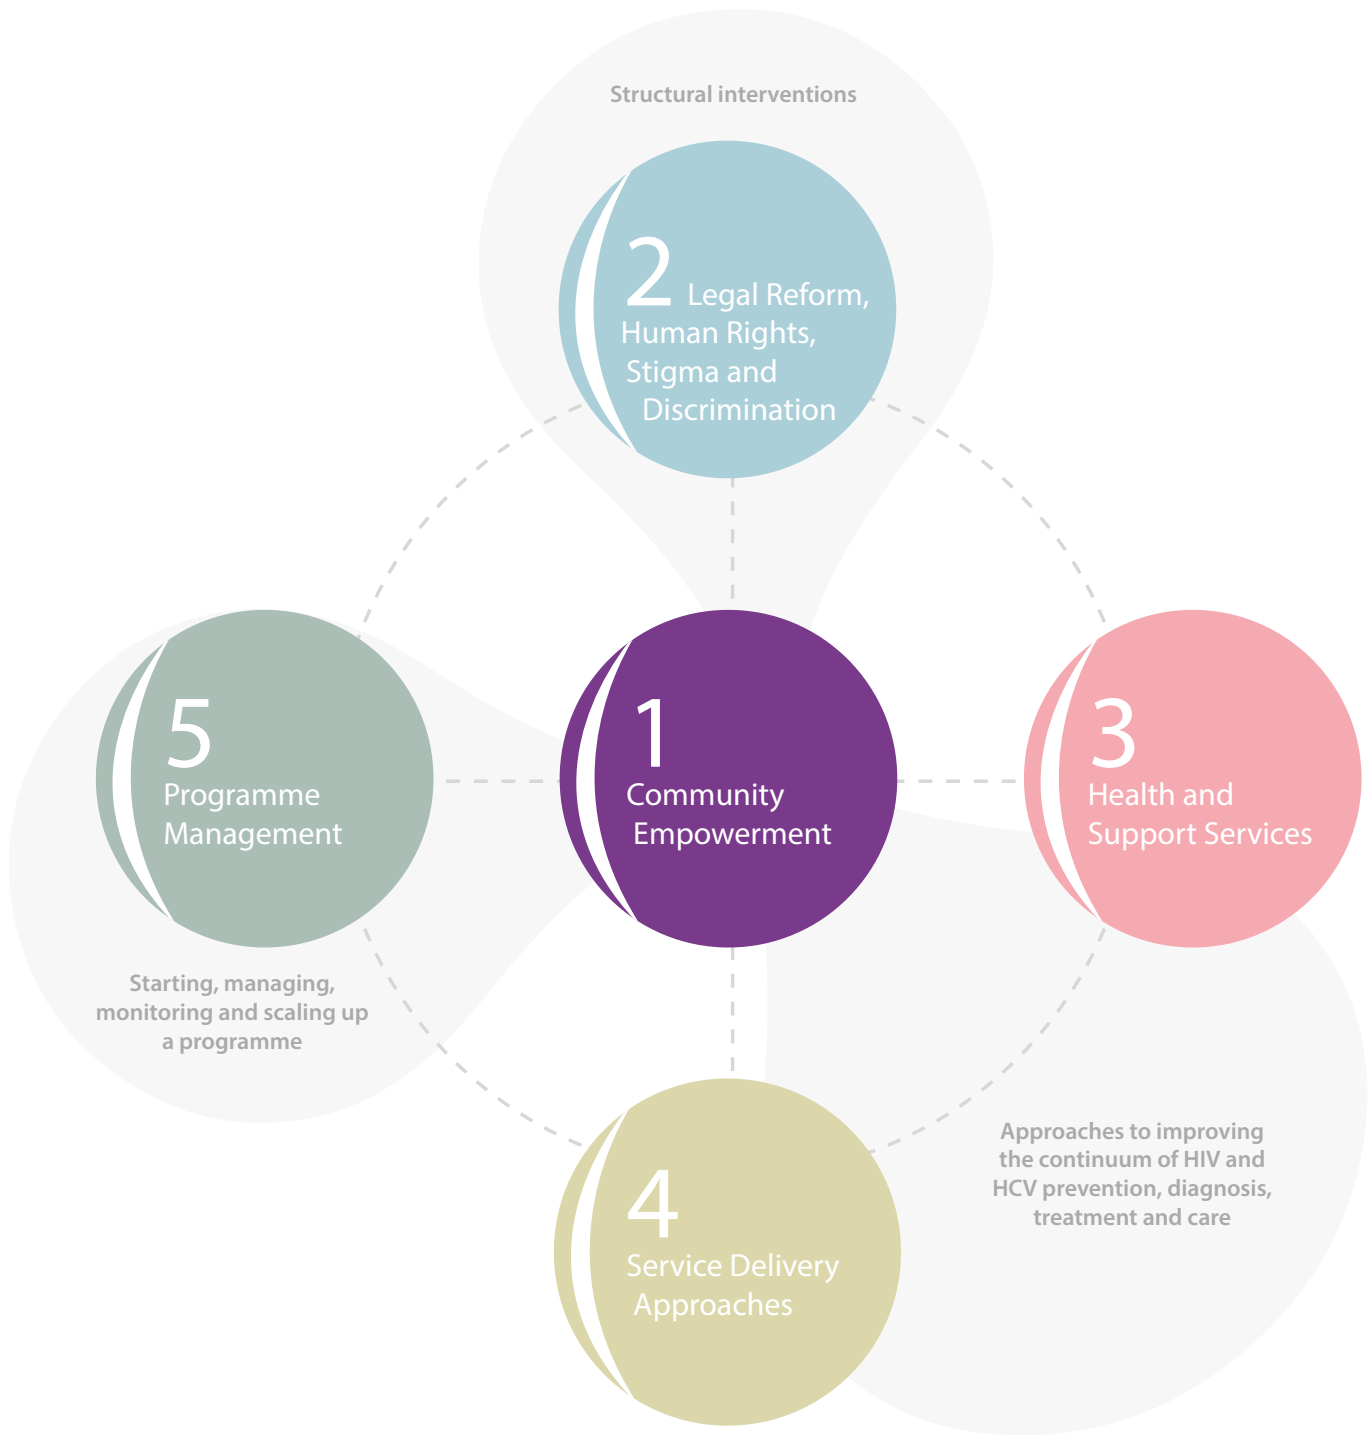 Structural interventions
2 Legal Reform,
Human Rights,
Stigma and
Discrimination
5
Programme
Management
1
Community
Empowerment
3
Health and
Support Services
Starting, managing,
monitoring and scaling up
a programme
Approaches to improving
the continuum of HIV and
HCV prevention, diagnosis,
treatment and care
4
Service Delivery
Approaches